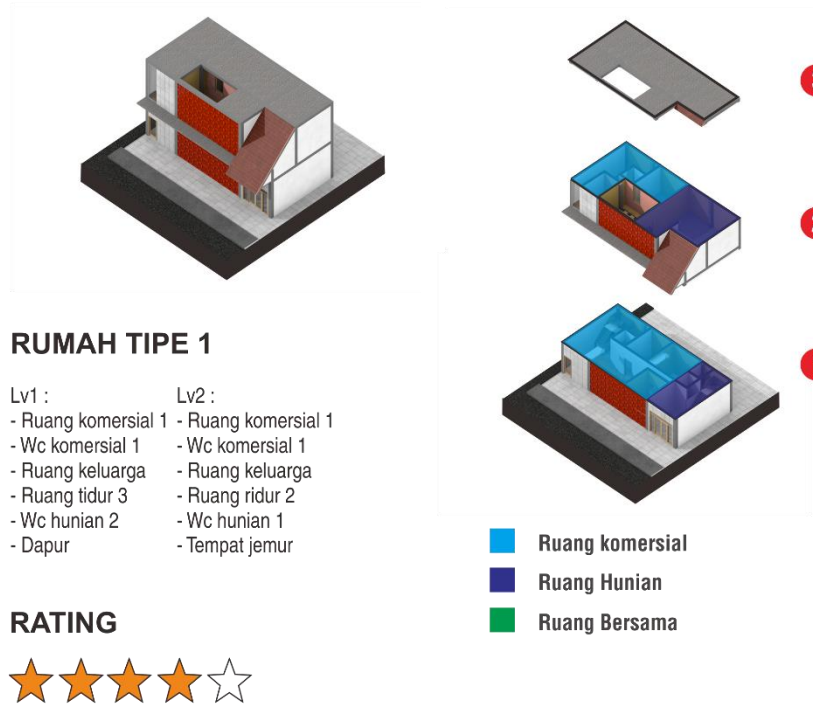 RUMAH TIPE 1
Lv1 :
- Ruang komersial 1
- Wc komersial 1
- Ruang keluarga
- Ruang tidur 3
- Wc hunian 2
- Dapur
Lv2 :
- Ruang komersial 1
- Wc komersial 1
- Ruang keluarga
- Ruang ridur 2
- Wc hunian 1
- Tempat jemur
RATING
Ruang komersial
Ruang Hunian
Ruang Bersama